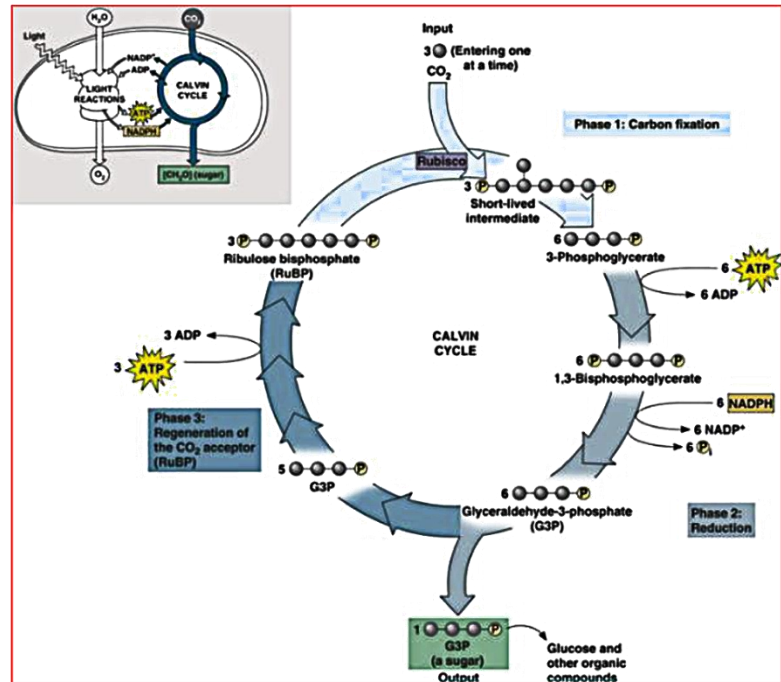 H₂O
CO₂
Light
NADP⁺
ADP
LIGHT
REACTIONS
CALVIN
CYCLE
ATP
NADPH
O₂
[CH₂O] (sugar)
Input
3 (Entering one
at a time)
CO₂
Phase 1: Carbon fixation
Rubisco
3 P P
Short-lived
intermediate
3 P P
Ribulose bisphosphate
(RuBP)
6 P
3-Phosphoglycerate
6 ATP
6 ADP
3 ADP
3 ATP
CALVIN
CYCLE
6 P P
1,3-Bisphosphoglycerate
6 NADPH
6 NADP⁺
6 Pi
Phase 3:
Regeneration of
the CO₂ acceptor
(RuBP)
5 P
G3P
6 P
Glyceraldehyde-3-phosphate
(G3P)
Phase 2:
Reduction
1 P
G3P
(a sugar)
Output
Glucose and
other organic
compounds